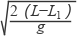 √(2 (L–L₁) / g)